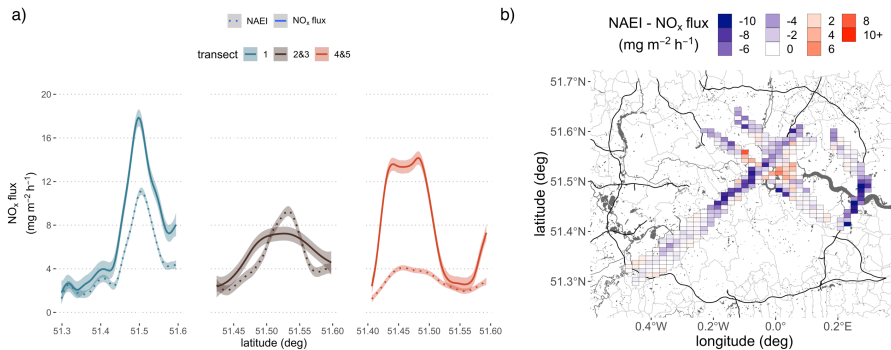 a)
NAEI NOx flux
transect 1 2&3 4&5
NOx flux
(mg m−2 h−1)
20
16
12
8
4
0
51.3 51.4 51.5 51.6
51.45 51.50 51.55 51.60
51.40 51.45 51.50 51.55 51.60
latitude (deg)
b)
NAEI - NOx flux
(mg m−2 h−1)
-10 -4 2 8
-8 -2 4 10+
-6 0 6
latitude (deg)
51.7°N
51.6°N
51.5°N
51.4°N
51.3°N
0.4°W 0.2°W 0.0° 0.2°E
longitude (deg)